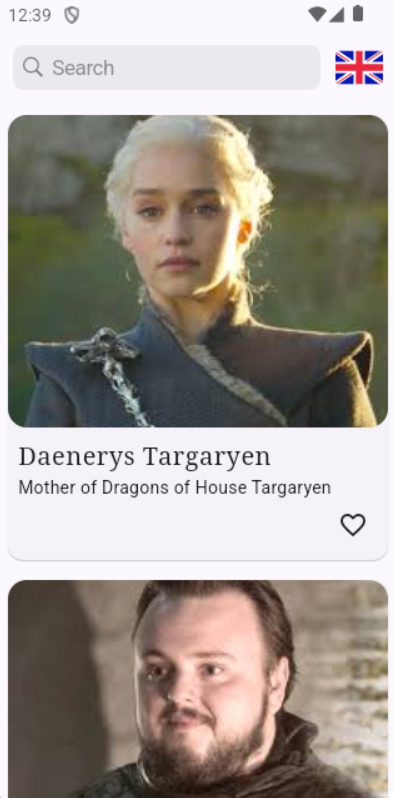 12:39
Search
Daenerys Targaryen
Mother of Dragons of House Targaryen